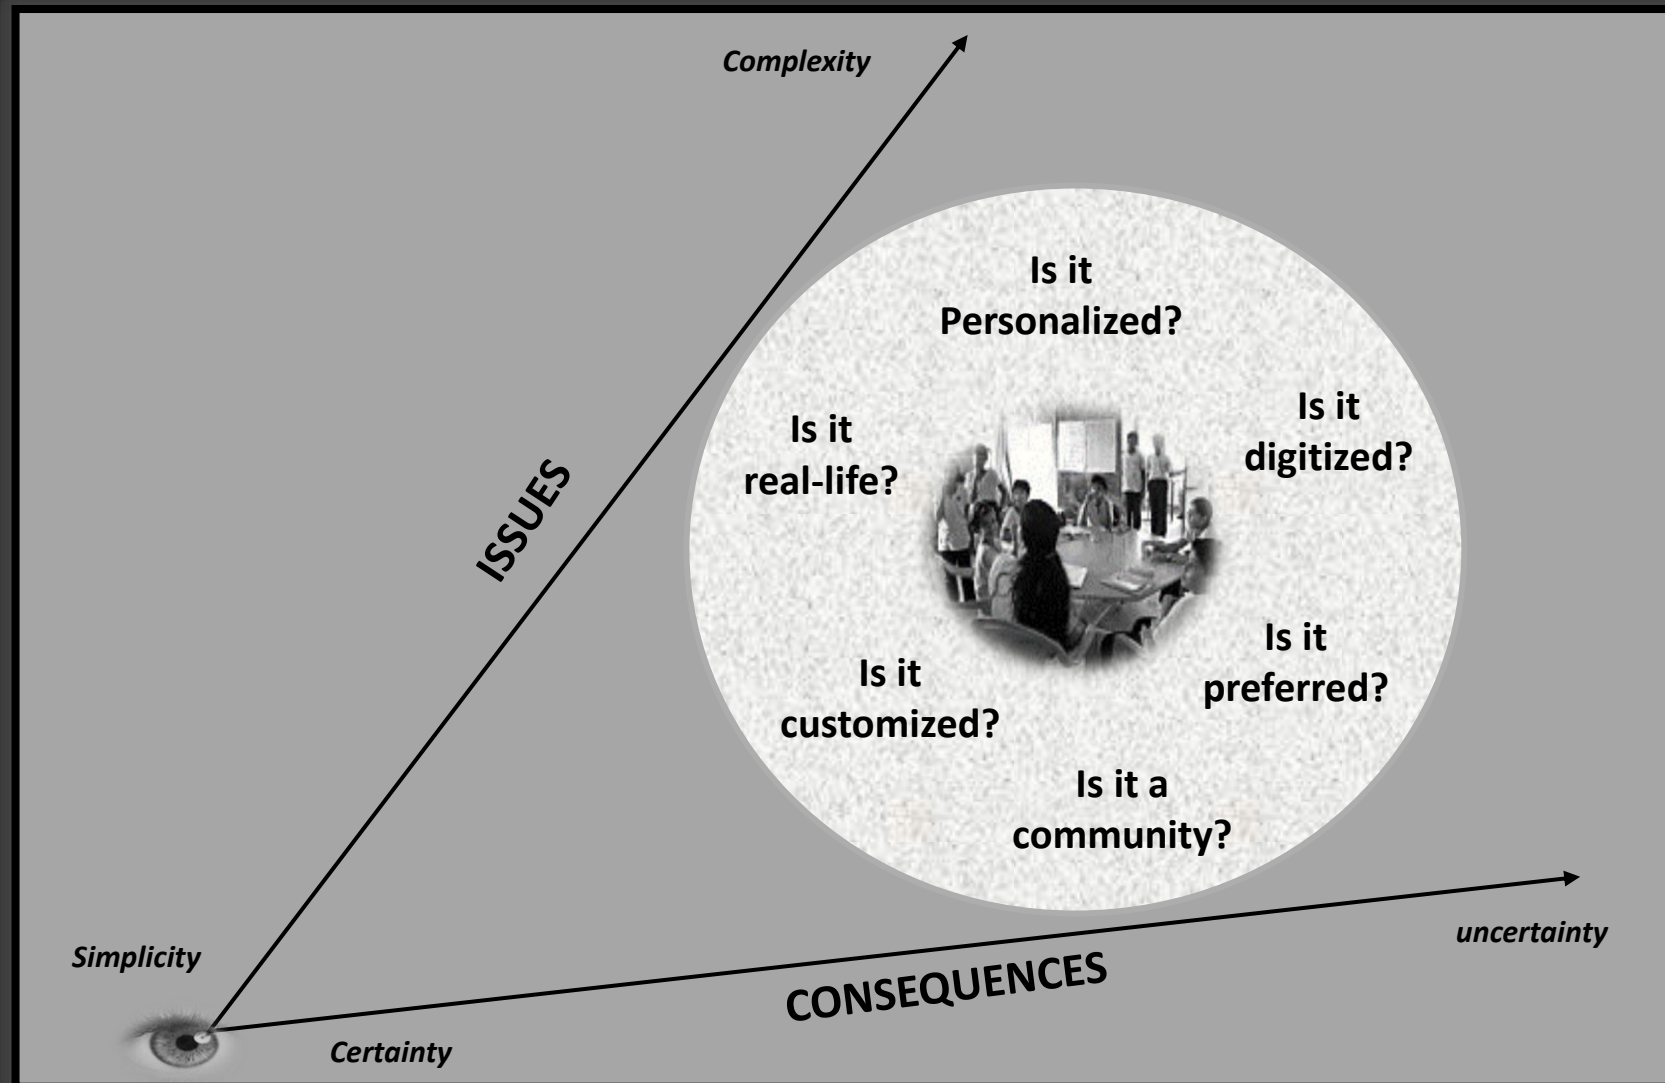 Complexity
Is it
Personalized?
Is it
digitized?
Is it
real-life?
ISSUES
Is it
preferred?
Is it
customized?
Is it a
community?
uncertainty
Simplicity
CONSEQUENCES
Certainty